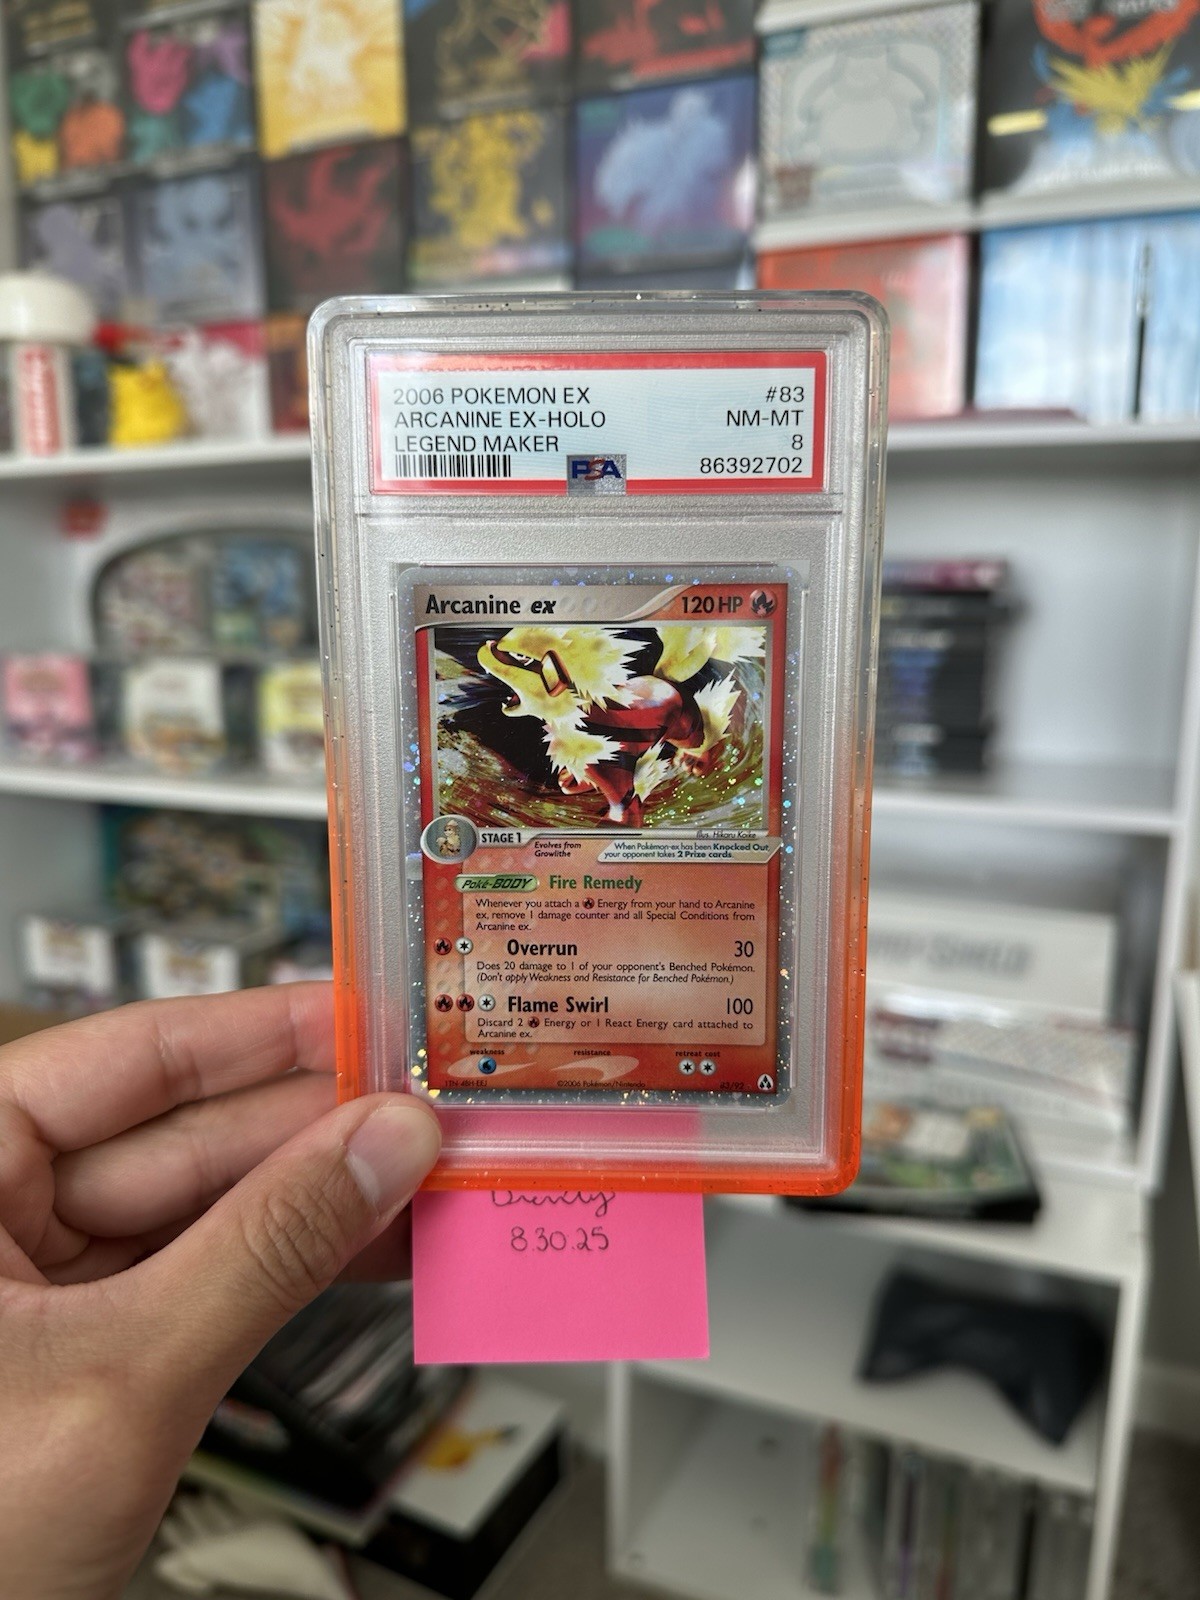 2006 POKEMON EX #83
ARCANINE EX-HOLO NM-MT
LEGEND MAKER 8
PSA 86392702
Arcanine ex 120 HP
Illus. Hikaru Koike
STAGE 1
Evolves from
Growlithe
When Pokémon-ex has been Knocked Out,
your opponent takes 2 Prize cards.
Poké-BODY Fire Remedy
Whenever you attach a Energy from your hand to Arcanine
ex, remove 1 damage counter and all Special Conditions from
Arcanine ex.
Overrun 30
Does 20 damage to 1 of your opponent's Benched Pokémon.
(Don't apply Weakness and Resistance for Benched Pokémon.)
Flame Swirl 100
Discard 2 Energy or 1 React Energy card attached to
Arcanine ex.
weakness resistance retreat cost
©2006 Pokémon/Nintendo 83/92
8.30.25